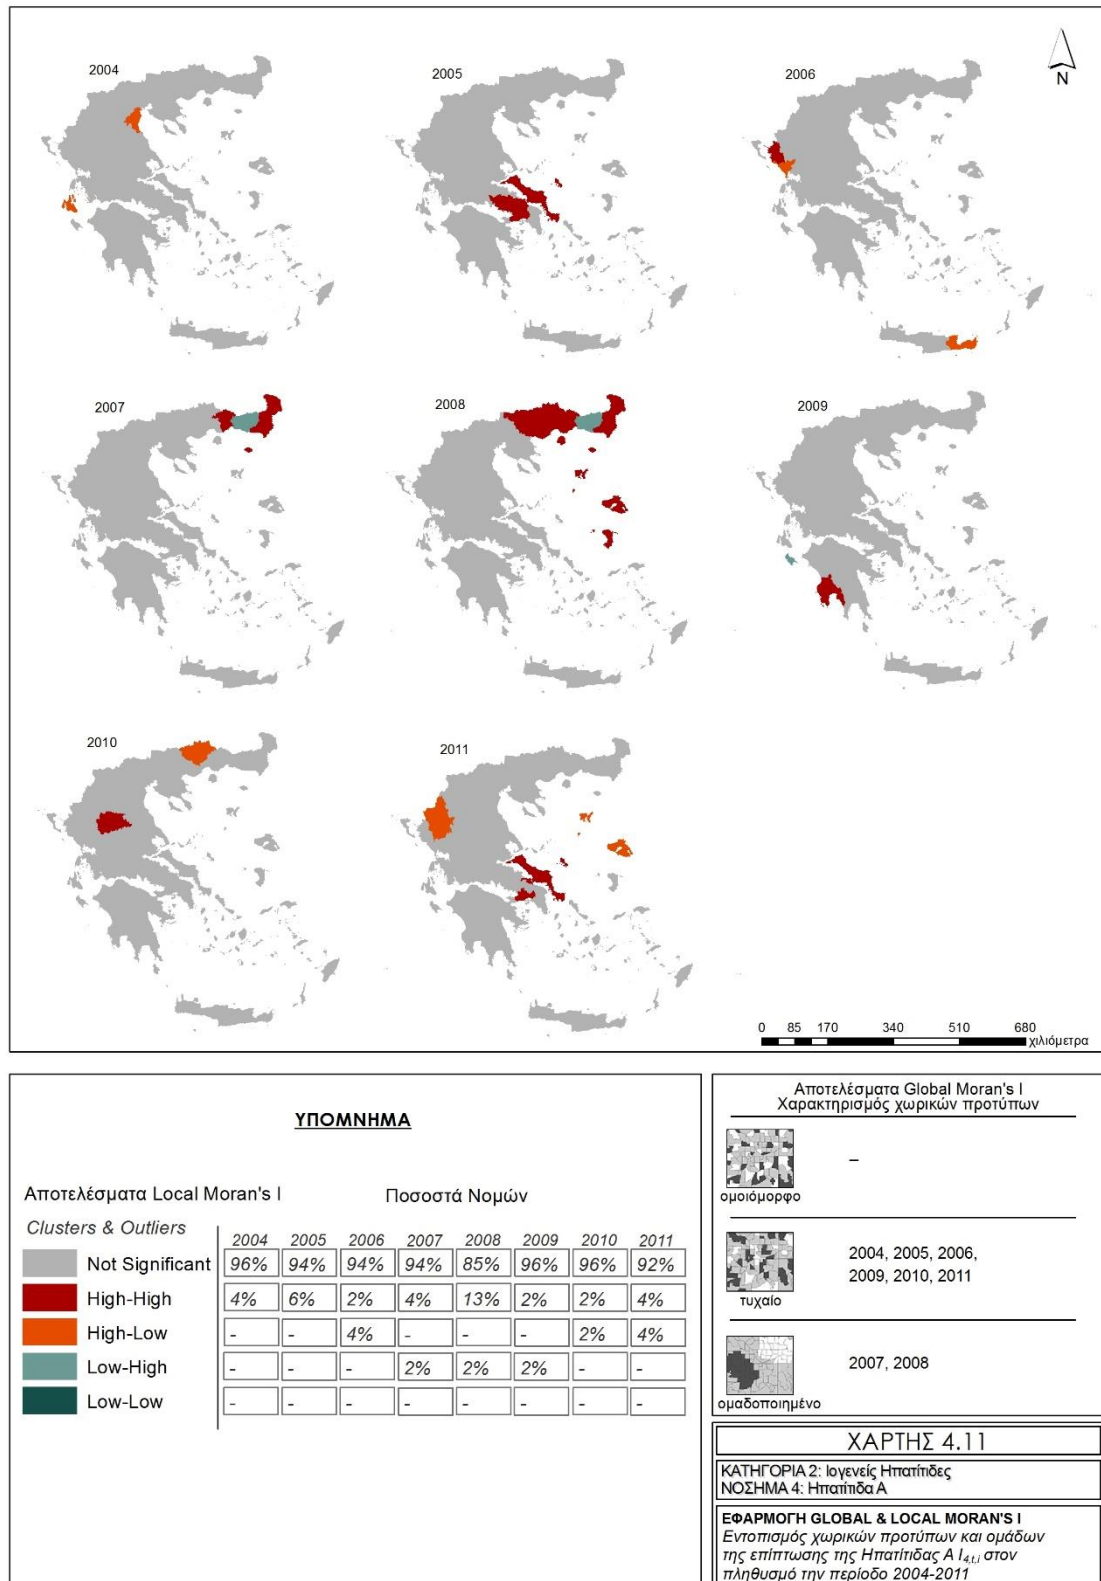 2004
2005
2006
N
2007
2008
2009
2010
2011
0 85 170 340 510 680
χιλιόμετρα
ΥΠΟΜΝΗΜΑ
Αποτελέσματα Local Moran's I
Ποσοστά Νομών
Clusters & Outliers
2004 2005 2006 2007 2008 2009 2010 2011
Not Significant 96% 94% 94% 94% 85% 96% 96% 92%
High-High 4% 6% 2% 4% 13% 2% 2% 4%
High-Low - - 4% - - - 2% 4%
Low-High - - - 2% 2% 2% - -
Low-Low - - - - - - - -
Αποτελέσματα Global Moran's I
Χαρακτηρισμός χωρικών προτύπων
–
ομοιόμορφο
2004, 2005, 2006,
2009, 2010, 2011
τυχαίο
2007, 2008
ομαδοποιημένο
ΧΑΡΤΗΣ 4.11
ΚΑΤΗΓΟΡΙΑ 2: Ιογενείς Ηπατίτιδες
ΝΟΣΗΜΑ 4: Ηπατίτιδα Α
ΕΦΑΡΜΟΓΗ GLOBAL & LOCAL MORAN'S I
Εντοπισμός χωρικών προτύπων και ομάδων
της επίπτωσης της Ηπατίτιδας Α I4,t,i στον
πληθυσμό την περίοδο 2004-2011